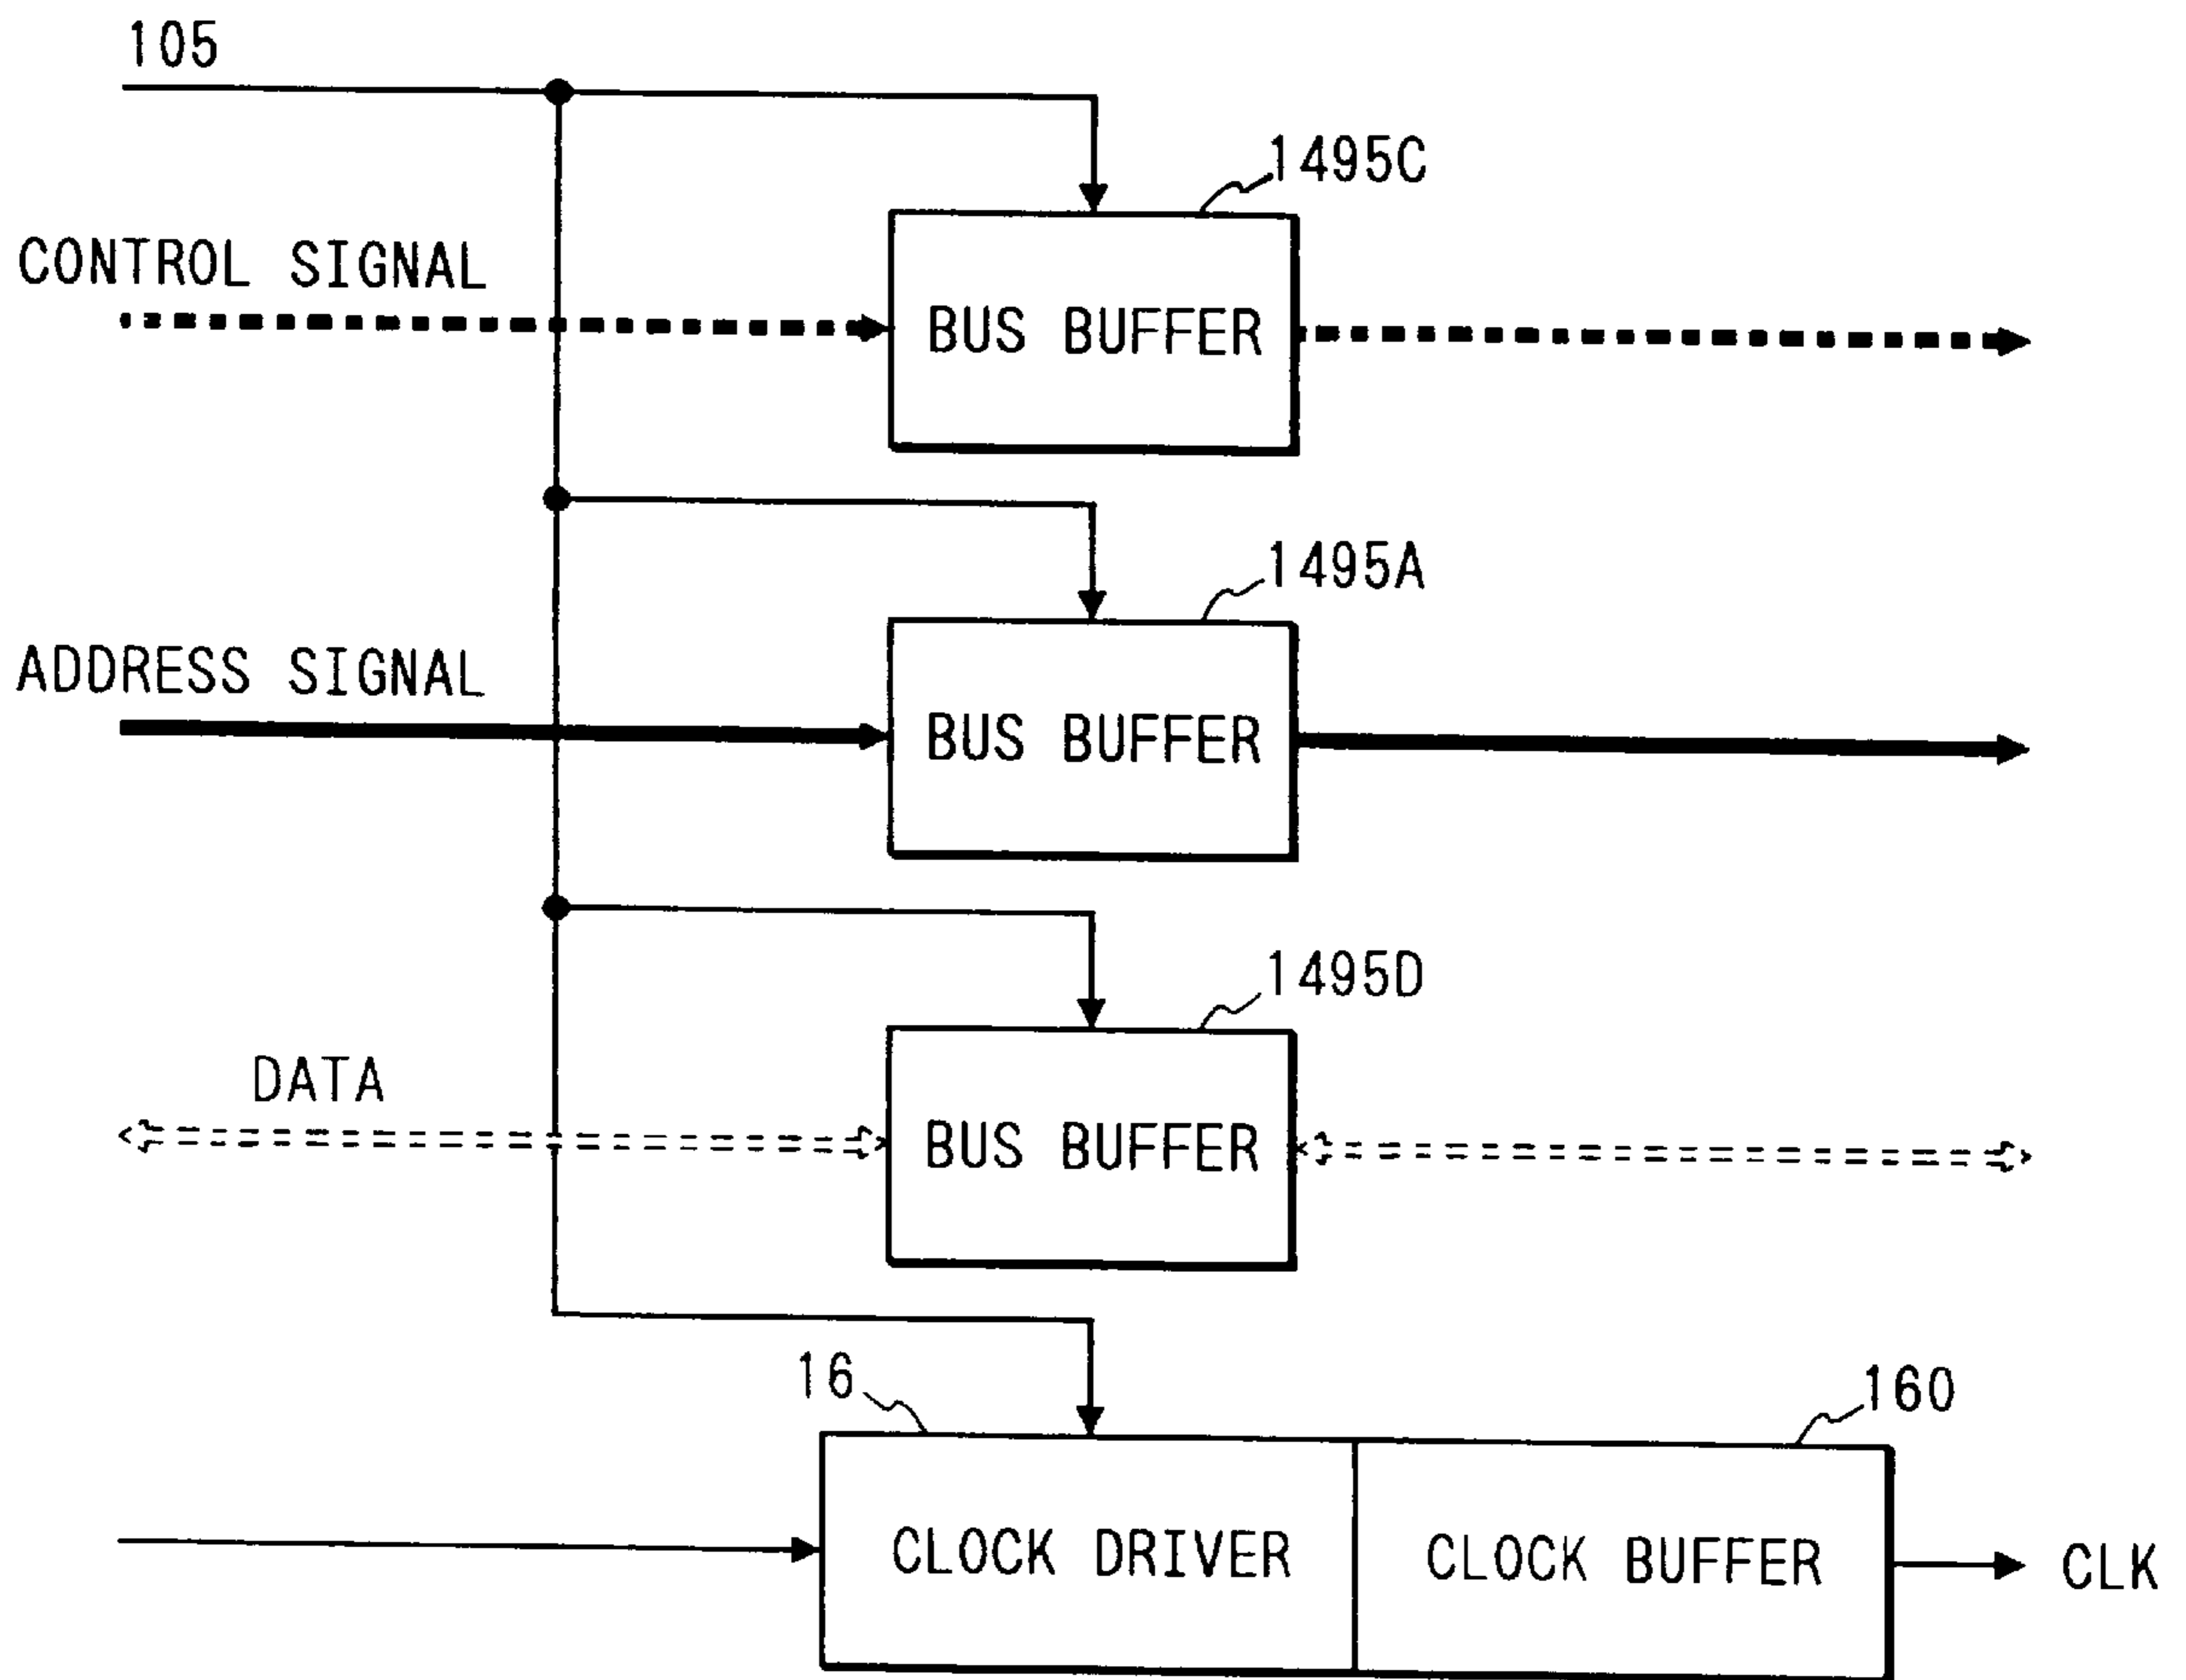 105
1495C
CONTROL SIGNAL
BUS BUFFER
1495A
ADDRESS SIGNAL
BUS BUFFER
1495D
DATA
BUS BUFFER
16
160
CLOCK DRIVER
CLOCK BUFFER
CLK